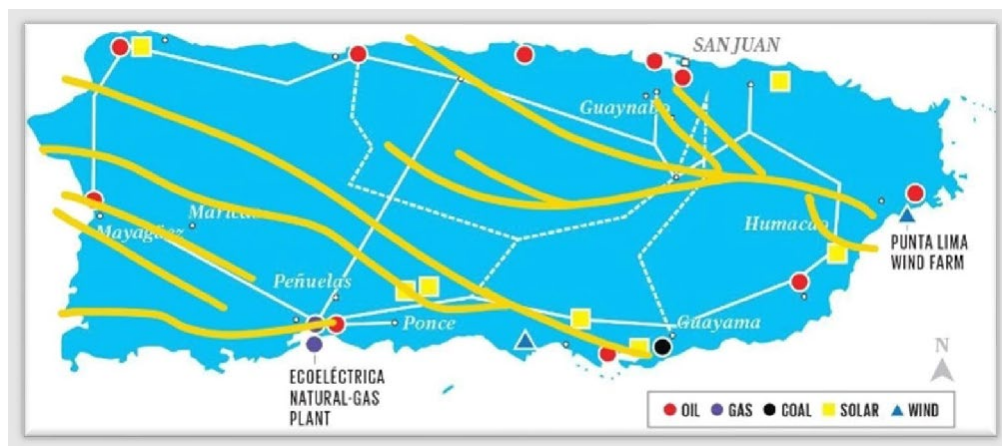 SAN JUAN
Guaynabo
Maricao
Mayagüez
Humacao
PUNTA LIMA
WIND FARM
Peñuelas
Ponce
Guayama
ECOELÉCTRICA
NATURAL-GAS
PLANT
N
OIL GAS COAL SOLAR WIND